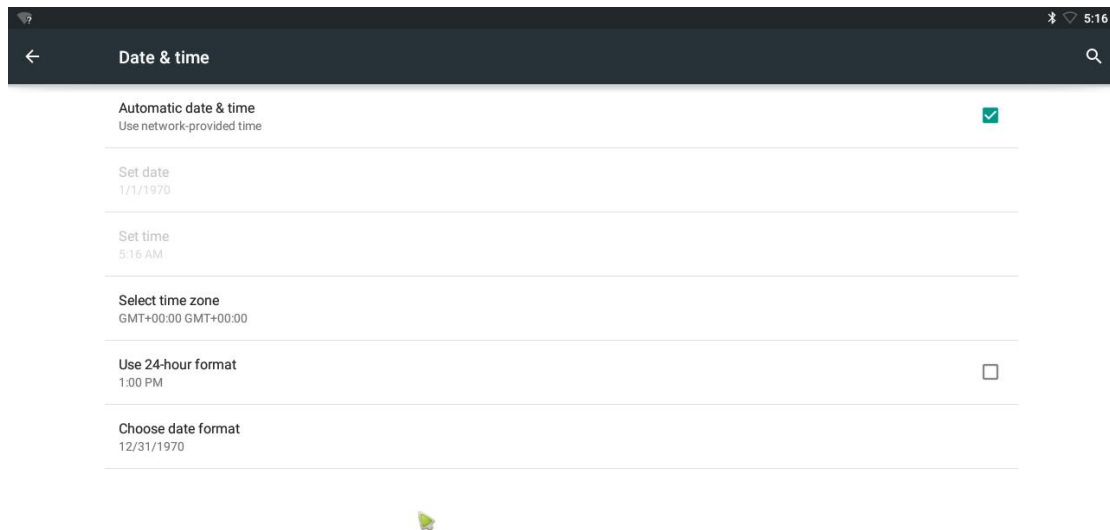 ?
5:16
Date & time
Automatic date & time
Use network-provided time
Set date
1/1/1970
Set time
5:16 AM
Select time zone
GMT+00:00 GMT+00:00
Use 24-hour format
1:00 PM
Choose date format
12/31/1970